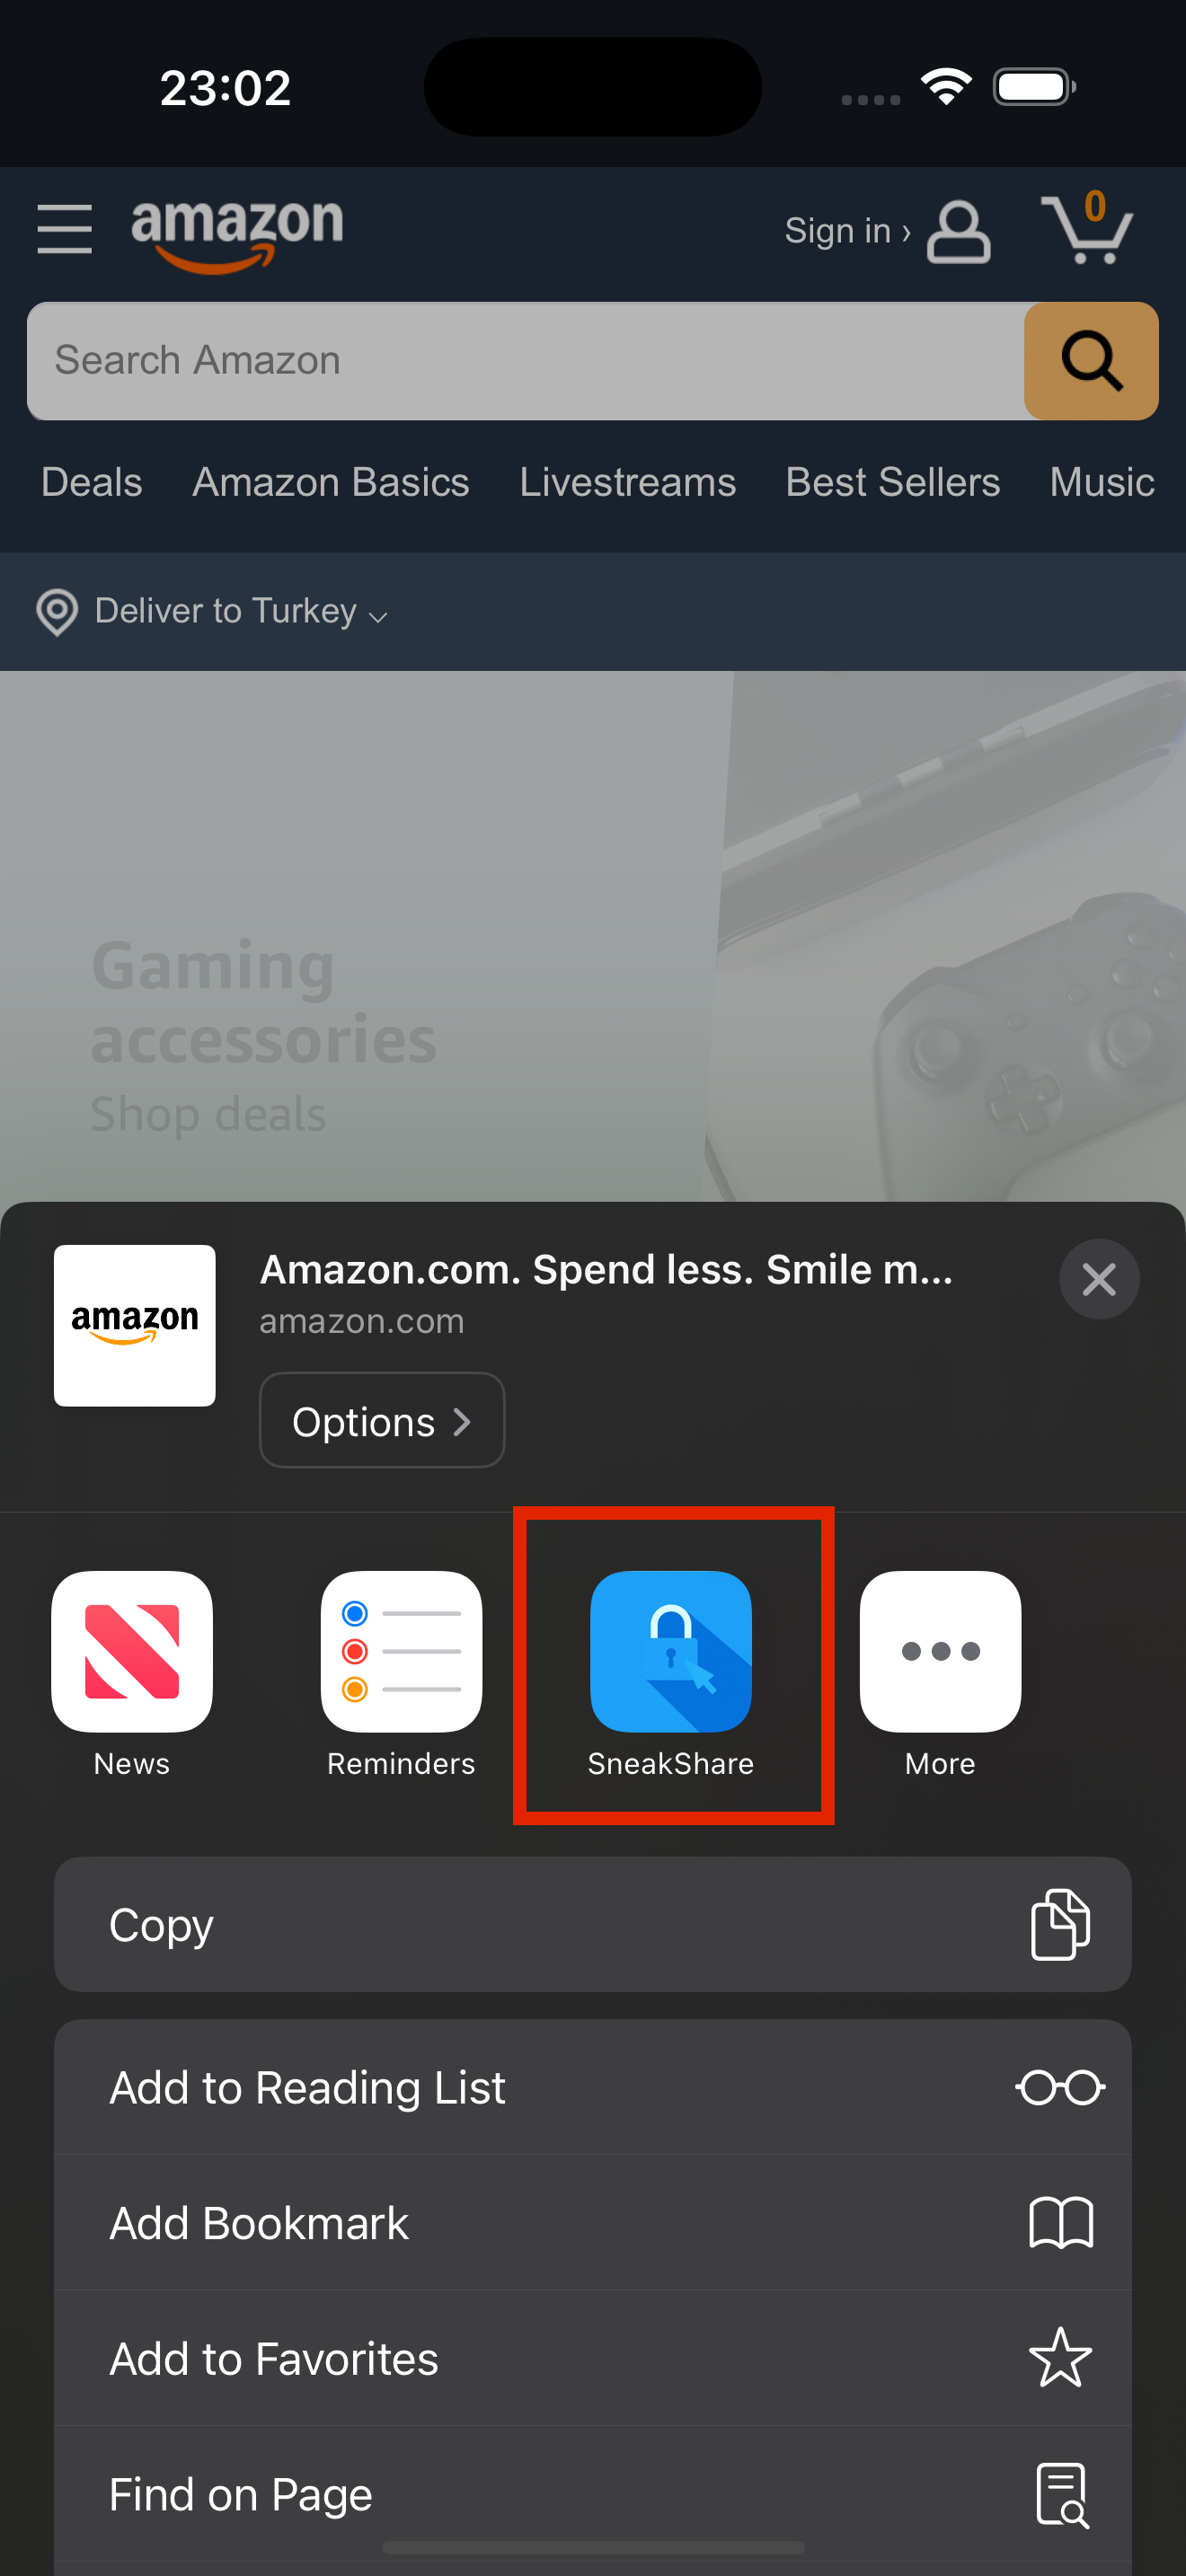 23:02
amazon
Sign in ›
0
Search Amazon
Deals Amazon Basics Livestreams Best Sellers Music
Deliver to Turkey
Gaming
accessories
Shop deals
amazon
Amazon.com. Spend less. Smile m...
amazon.com
Options
News Reminders SneakShare More
Copy
Add to Reading List
Add Bookmark
Add to Favorites
Find on Page